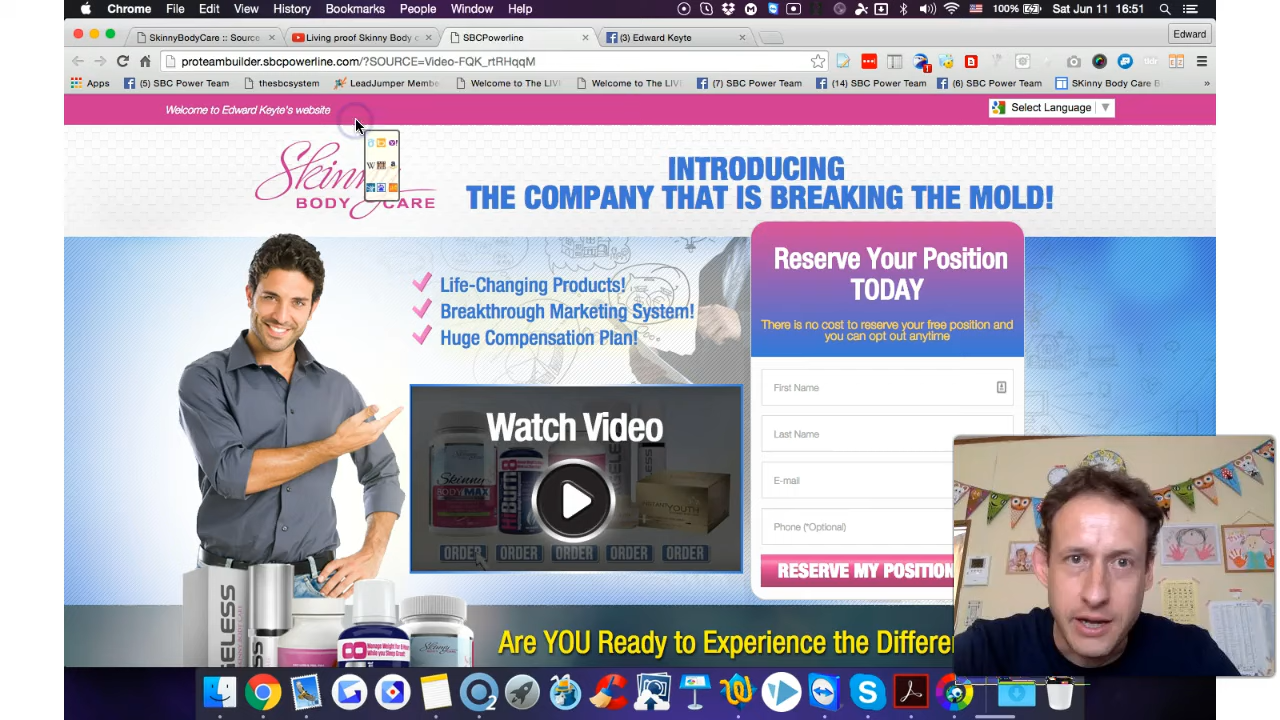 Chrome File Edit View History Bookmarks People Window Help 100% Sat Jun 11 16:51
SkinnyBodyCare :: Source
Living proof Skinny Body c
SBCPowerline
(3) Edward Keyte
Edward
proteambuilder.sbcpowerline.com/?SOURCE=Video-FQK_rtRHqqM
Apps (5) SBC Power Team thesbcsystem LeadJumper Membe Welcome to The LIVI Welcome to The LIVI (7) SBC Power Team (14) SBC Power Team (6) SBC Power Team SKinny Body Care B
Welcome to Edward Keyte's website
Select Language
Skinn
BODY CARE
INTRODUCING
THE COMPANY THAT IS BREAKING THE MOLD!
Life-Changing Products!
Breakthrough Marketing System!
Huge Compensation Plan!
Watch Video
ORDER ORDER ORDER ORDER ORDER
Reserve Your Position
TODAY
There is no cost to reserve your free position and
you can opt out anytime
First Name
Last Name
E-mail
Phone (*Optional)
RESERVE MY POSITION
Are YOU Ready to Experience the Differen